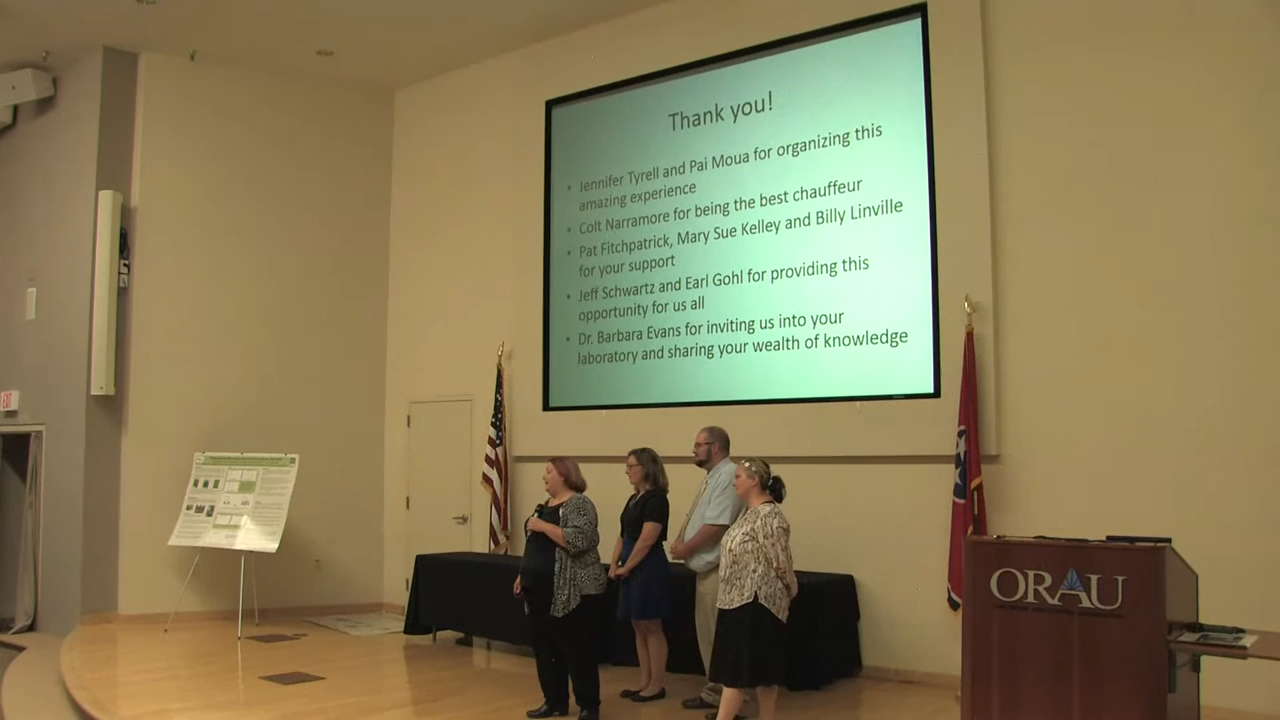 Thank you!
• Jennifer Tyrell and Pai Moua for organizing this
amazing experience
• Colt Narramore for being the best chauffeur
• Pat Fitchpatrick, Mary Sue Kelley and Billy Linville
for your support
• Jeff Schwartz and Earl Gohl for providing this
opportunity for us all
• Dr. Barbara Evans for inviting us into your
laboratory and sharing your wealth of knowledge
EXIT
ORAU